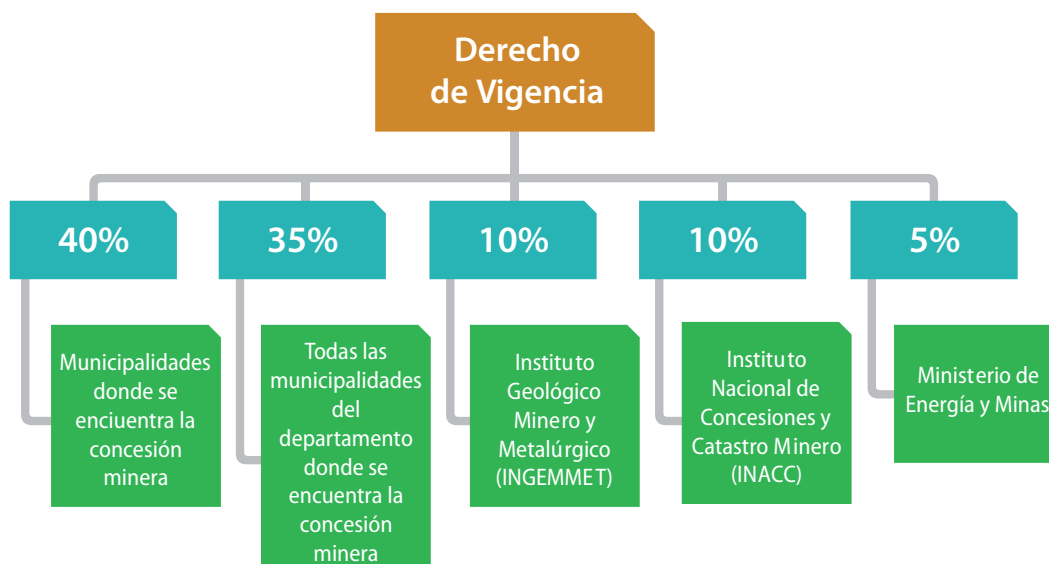 Derecho
de Vigencia
40%
35%
10%
10%
5%
Municipalidades
donde se
enciuentra la
concesión
minera
Todas las
municipalidades
del
departamento
donde se
encuentra la
concesión
minera
Instituto
Geológico
Minero y
Metalúrgico
(INGEMMET)
Instituto
Nacional de
Concesiones y
Catastro Minero
(INACC)
Ministerio de
Energía y Minas